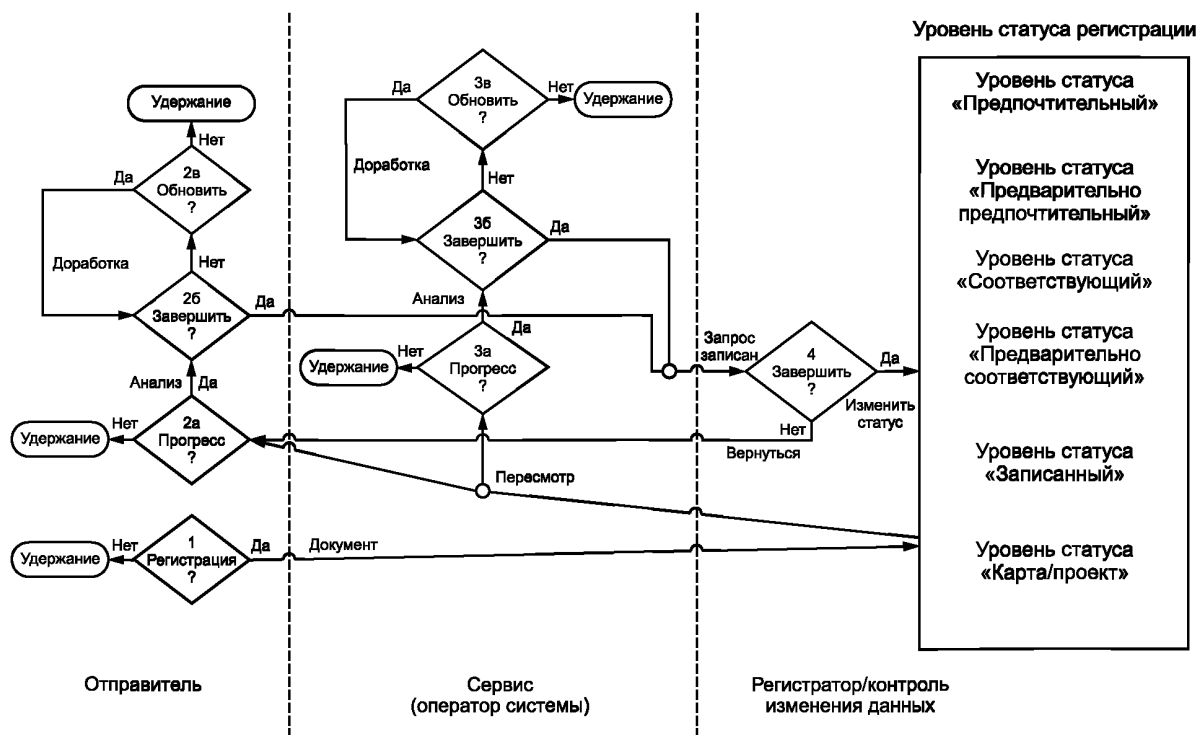 Уровень статуса регистрации
Удержание
Нет
Да
2в
Обновить
?
Доработка
Нет
2б
Завершить
?
Да
Анализ
Да
Нет
Удержание
2а
Прогресс
?
Удержание
Нет
1
Регистрация
?
Да
Документ
Отправитель
Да
3в
Обновить
?
Нет
Удержание
Доработка
Нет
3б
Завершить
?
Да
Анализ
Да
Удержание
Нет
3а
Прогресс
?
Пересмотр
Сервис
(оператор системы)
Запрос
записан
4
Завершить
?
Да
Изменить
статус
Нет
Вернуться
Регистратор/контроль
изменения данных
Уровень статуса
«Предпочтительный»
Уровень статуса
«Предварительно
предпочтительный»
Уровень статуса
«Соответствующий»
Уровень статуса
«Предварительно
соответствующий»
Уровень статуса
«Записанный»
Уровень статуса
«Карта/проект»